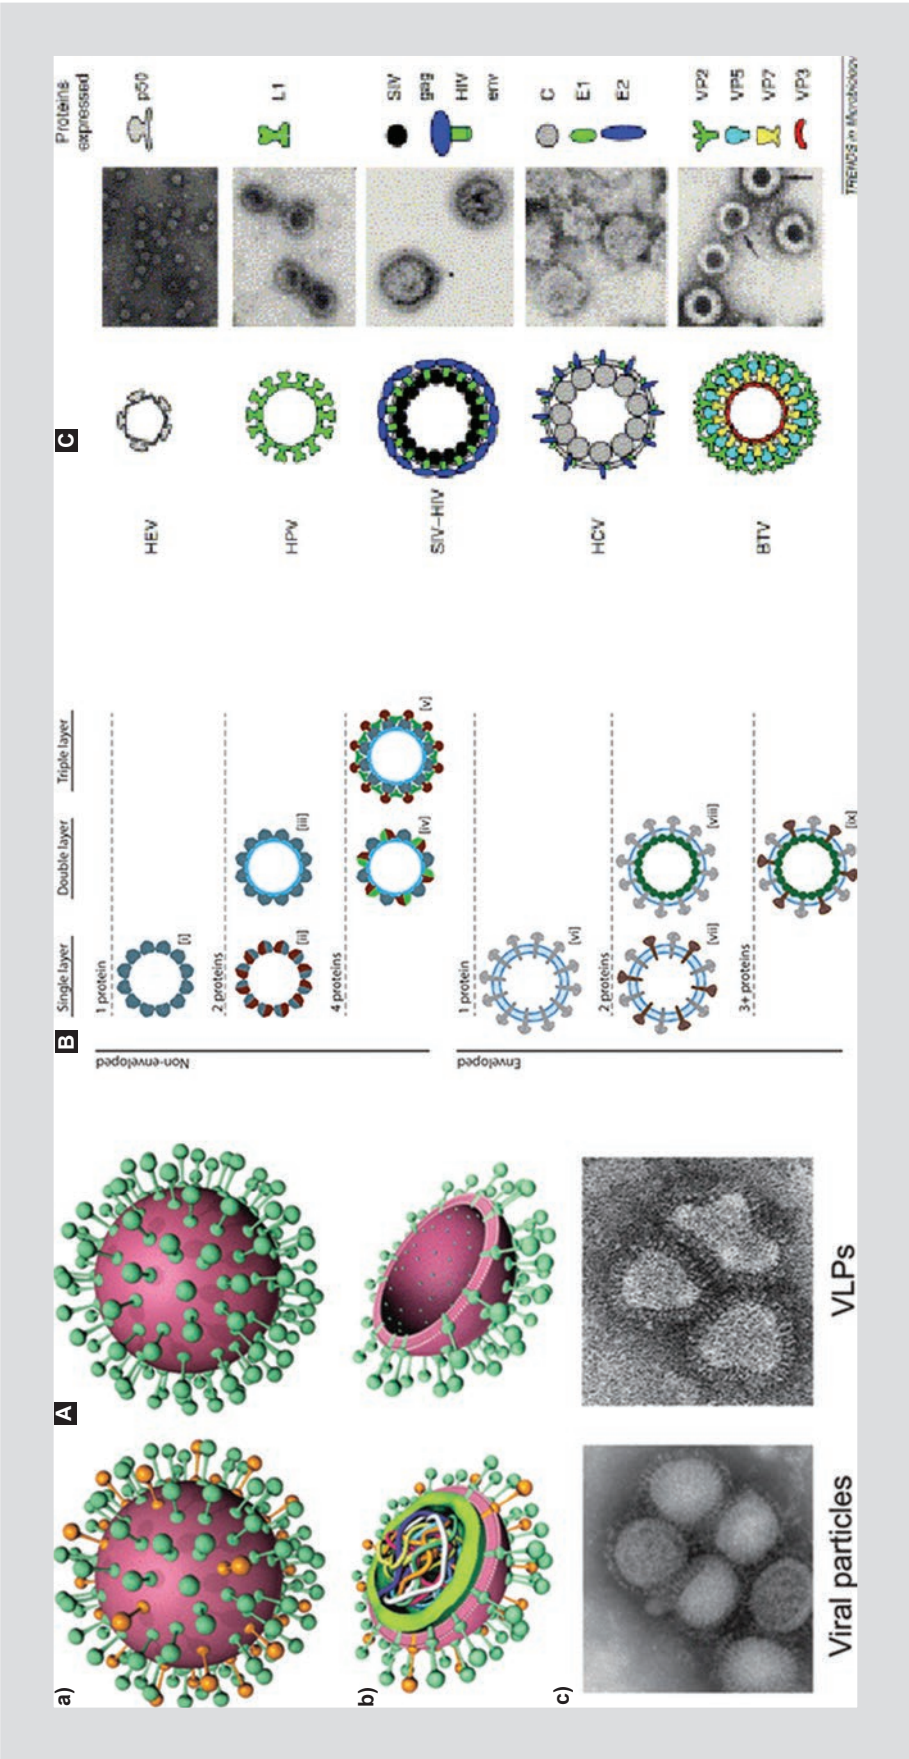 A
a)
b)
c)
Viral particles
VLPs
B
Single layer
Double layer
Triple layer
Non-enveloped
1 protein
[i]
2 proteins
[ii]
[iii]
4 proteins
[iv]
[v]
Enveloped
1 protein
[vi]
2 proteins
[vii]
[viii]
3+ proteins
[ix]
C
Proteins
expressed
HEV
p50
HPV
L1
SIV–HIV
SIV
gag
HIV
env
HCV
C
E1
E2
BTV
VP2
VP5
VP7
VP3
TRENDS in Microbiology